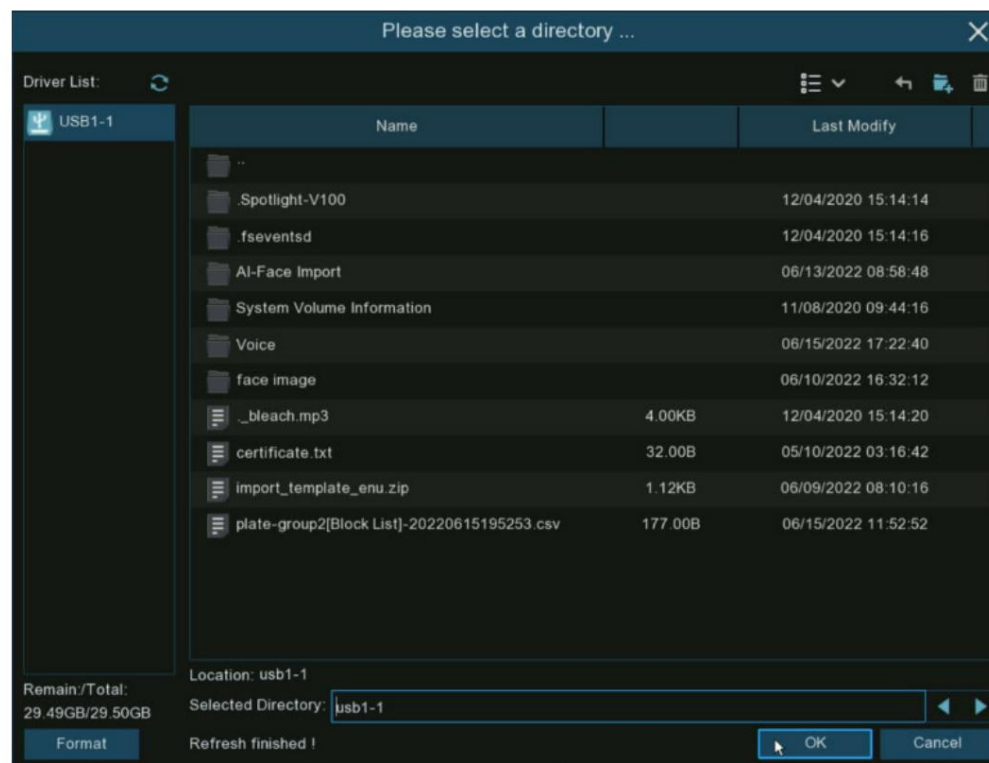 Please select a directory ...
Driver List:
USB1-1
Name Last Modify
..
.Spotlight-V100 12/04/2020 15:14:14
.fseventsd 12/04/2020 15:14:16
AI-Face Import 06/13/2022 08:58:48
System Volume Information 11/08/2020 09:44:16
Voice 06/15/2022 17:22:40
face image 06/10/2022 16:32:12
._bleach.mp3 4.00KB 12/04/2020 15:14:20
certificate.txt 32.00B 05/10/2022 03:16:42
import_template_enu.zip 1.12KB 06/09/2022 08:10:16
plate-group2[Block List]-20220615195253.csv 177.00B 06/15/2022 11:52:52
Location: usb1-1
Remain:/Total:
29.49GB/29.50GB
Selected Directory: usb1-1
Format Refresh finished ! OK Cancel